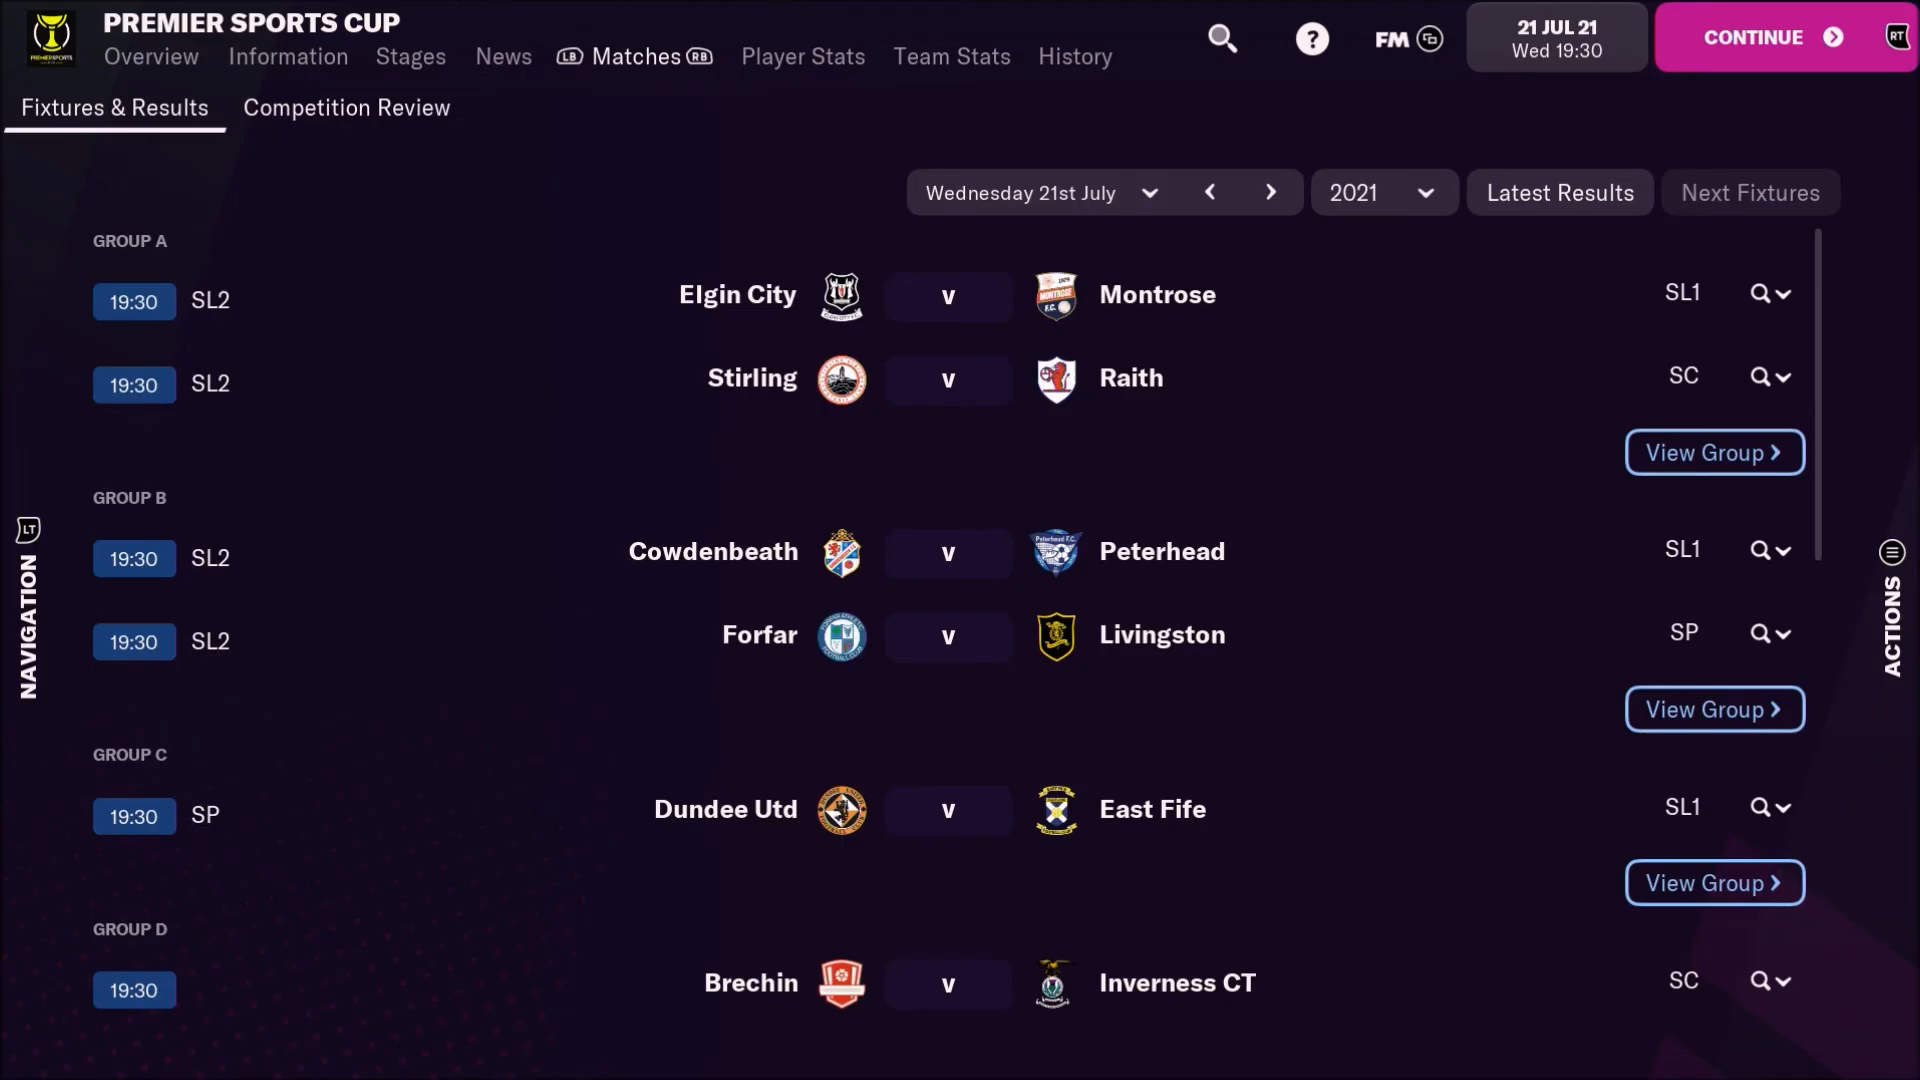 PREMIER SPORTS CUP
Overview Information Stages News LB Matches RB Player Stats Team Stats History
FM
21 JUL 21
Wed 19:30
CONTINUE
RT
Fixtures & Results Competition Review
Wednesday 21st July 2021 Latest Results Next Fixtures
GROUP A
19:30 SL2 Elgin City v Montrose SL1
19:30 SL2 Stirling v Raith SC
View Group
GROUP B
19:30 SL2 Cowdenbeath v Peterhead SL1
19:30 SL2 Forfar v Livingston SP
View Group
GROUP C
19:30 SP Dundee Utd v East Fife SL1
View Group
GROUP D
19:30 Brechin v Inverness CT SC
LT
NAVIGATION
ACTIONS